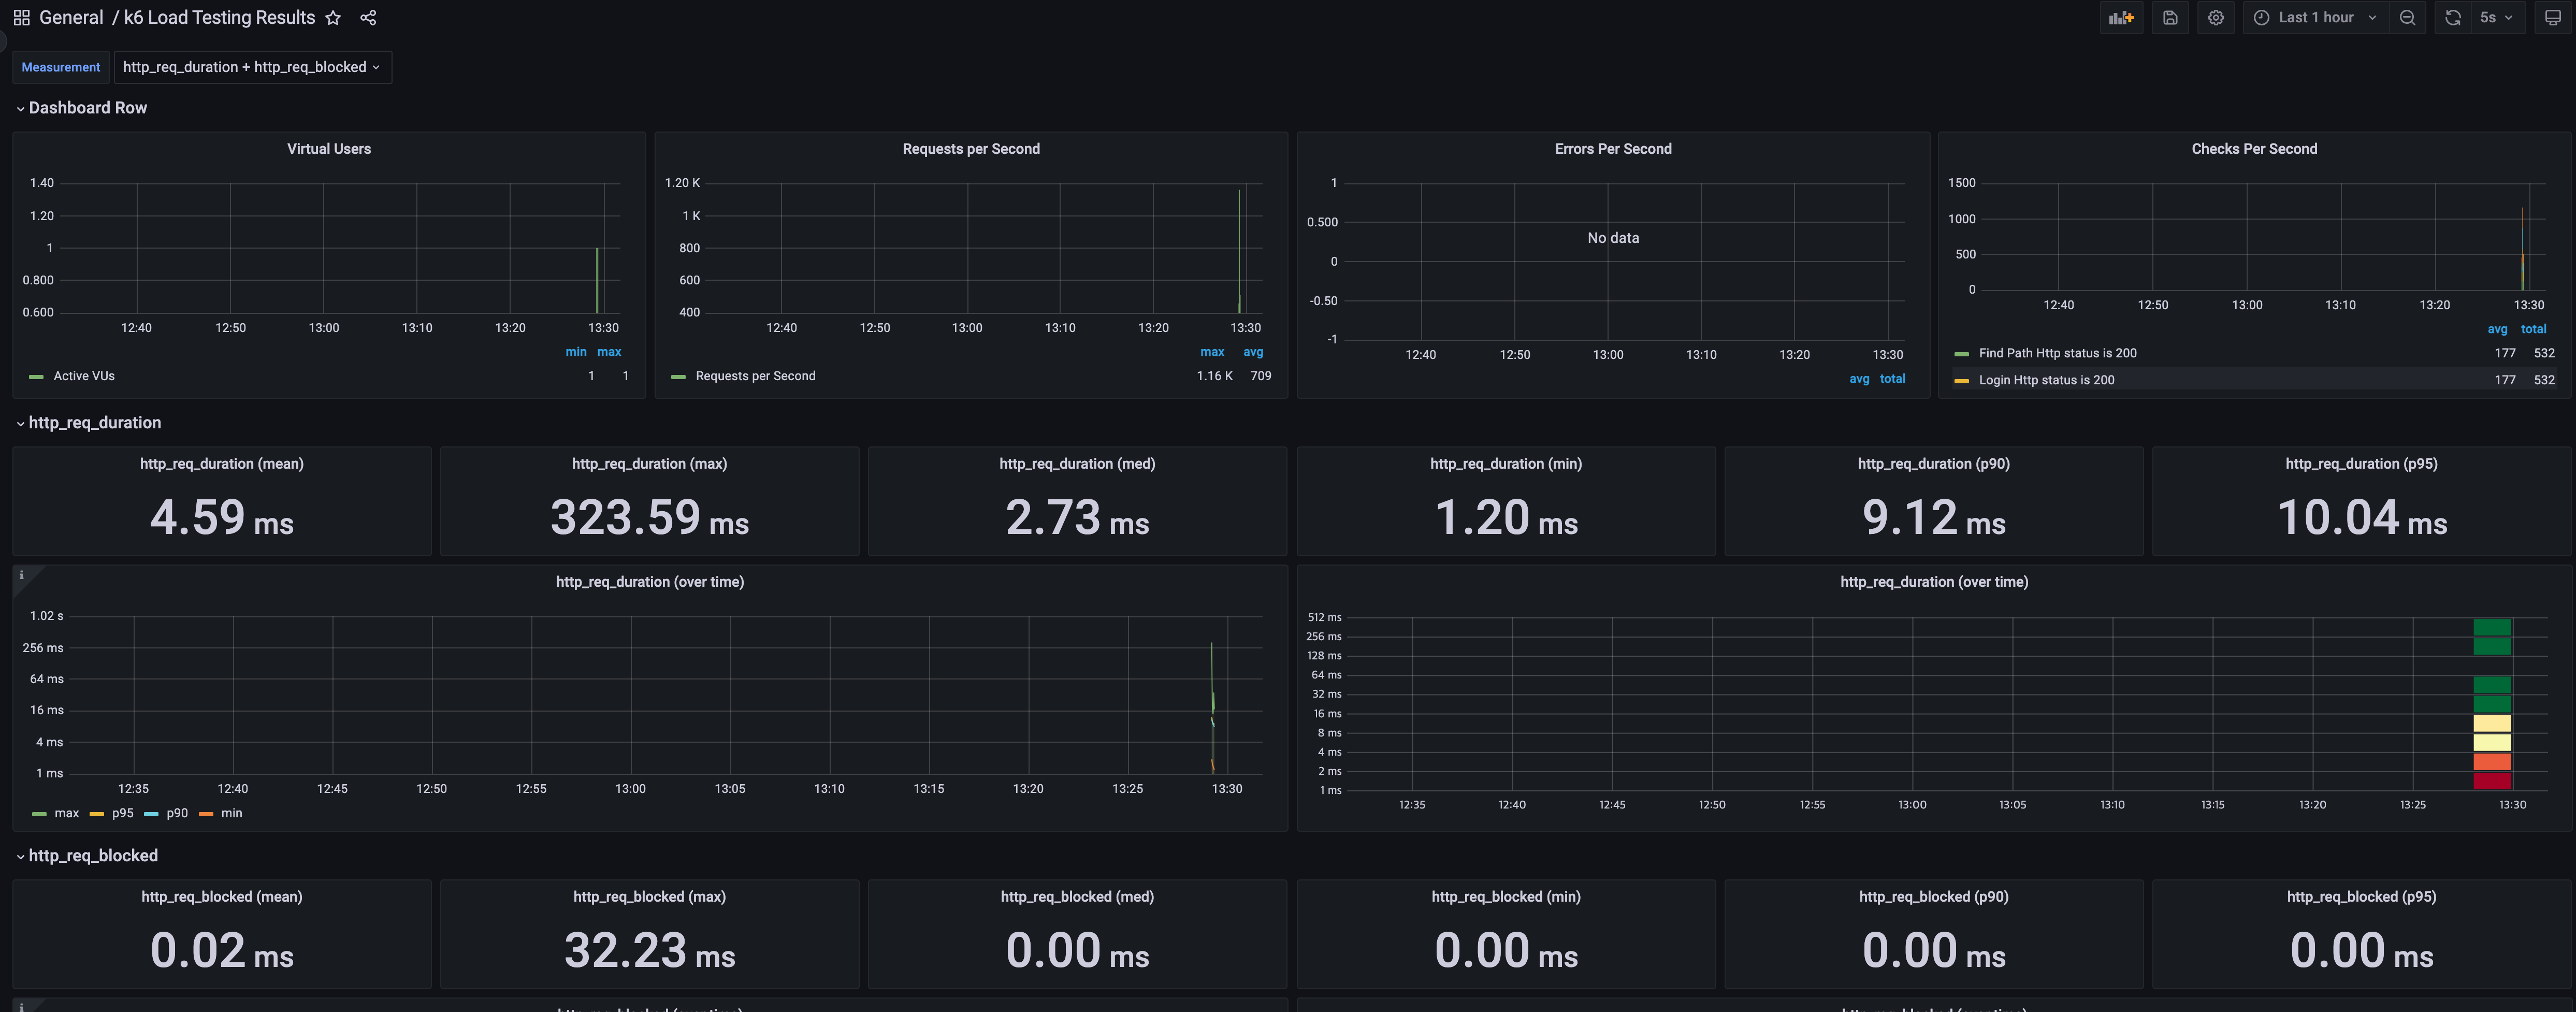 General / k6 Load Testing Results
Last 1 hour
5s
Measurement
http_req_duration + http_req_blocked
Dashboard Row
Virtual Users
1.40
1.20
1
0.800
0.600
12:40 12:50 13:00 13:10 13:20 13:30
min max
Active VUs 1 1
Requests per Second
1.20 K
1 K
800
600
400
12:40 12:50 13:00 13:10 13:20 13:30
max avg
Requests per Second 1.16 K 709
Errors Per Second
1
0.500
No data
0
-0.50
-1
12:40 12:50 13:00 13:10 13:20 13:30
avg total
Checks Per Second
1500
1000
500
0
12:40 12:50 13:00 13:10 13:20 13:30
avg total
Find Path Http status is 200 177 532
Login Http status is 200 177 532
http_req_duration
http_req_duration (mean)
4.59 ms
http_req_duration (max)
323.59 ms
http_req_duration (med)
2.73 ms
http_req_duration (min)
1.20 ms
http_req_duration (p90)
9.12 ms
http_req_duration (p95)
10.04 ms
i
http_req_duration (over time)
1.02 s
256 ms
64 ms
16 ms
4 ms
1 ms
12:35 12:40 12:45 12:50 12:55 13:00 13:05 13:10 13:15 13:20 13:25 13:30
max p95 p90 min
http_req_duration (over time)
512 ms
256 ms
128 ms
64 ms
32 ms
16 ms
8 ms
4 ms
2 ms
1 ms
12:35 12:40 12:45 12:50 12:55 13:00 13:05 13:10 13:15 13:20 13:25 13:30
http_req_blocked
http_req_blocked (mean)
0.02 ms
http_req_blocked (max)
32.23 ms
http_req_blocked (med)
0.00 ms
http_req_blocked (min)
0.00 ms
http_req_blocked (p90)
0.00 ms
http_req_blocked (p95)
0.00 ms
i